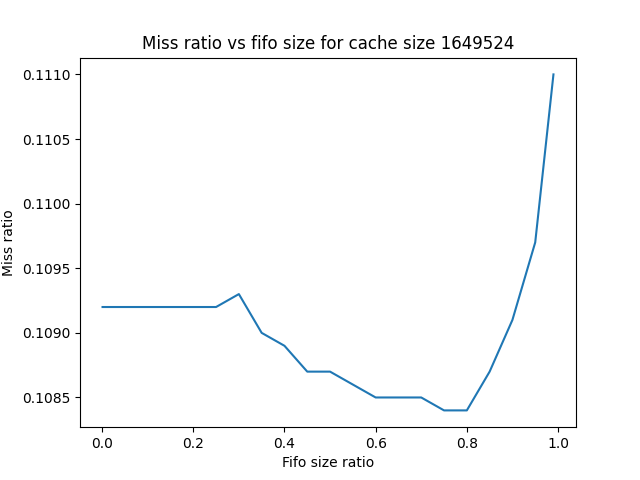 Miss ratio vs fifo size for cache size 1649524
0.1110
0.1105
0.1100
0.1095
0.1090
0.1085
Miss ratio
0.0 0.2 0.4 0.6 0.8 1.0
Fifo size ratio